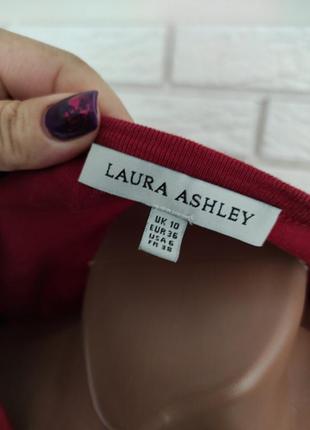 LAURA ASHLEY
UK 10
EUR 36
USA 6
FR 38